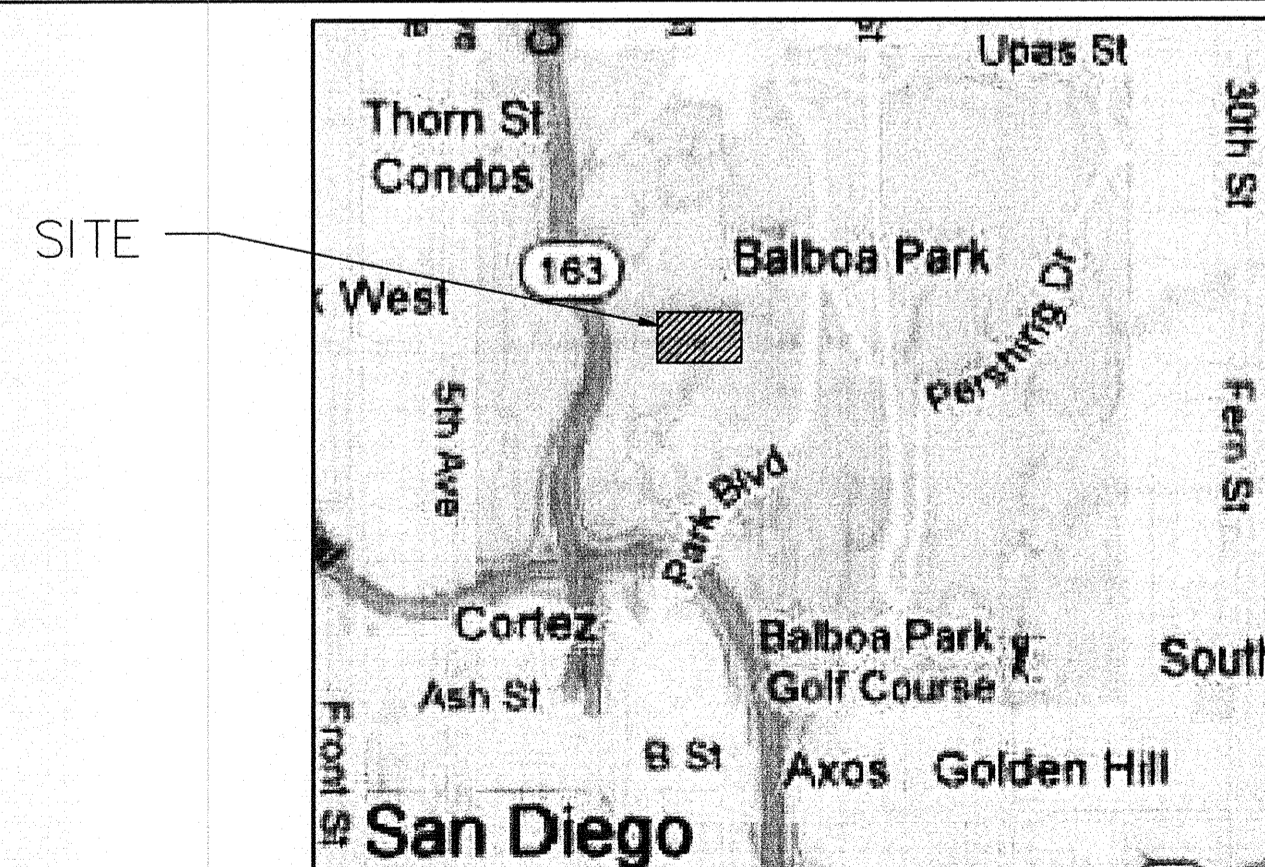 Upas St
Thorn St
Condos
30th St
SITE
163
Balboa Park
West
Pershing Dr
5th Ave
Fern St
Park Blvd
Cortez
Balboa Park
Golf Course
South
Ash St
Front St
B St
Axos
Golden Hill
San Diego